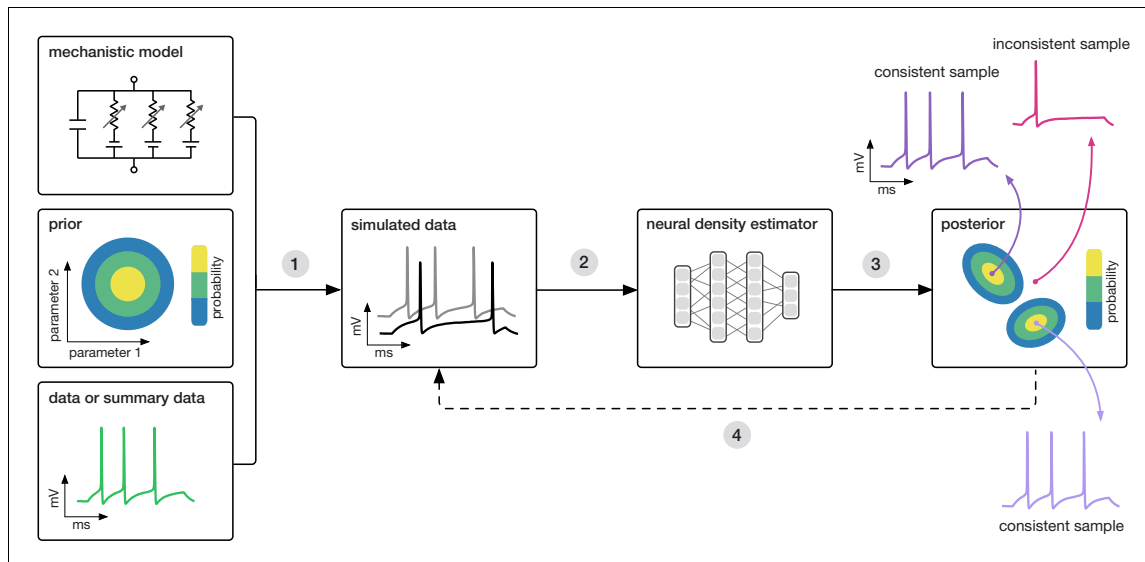 mechanistic model
prior
parameter 2
parameter 1
probability
data or summary data
mV
ms
1
simulated data
mV
ms
2
neural density estimator
3
posterior
probability
consistent sample
mV
ms
inconsistent sample
consistent sample
4